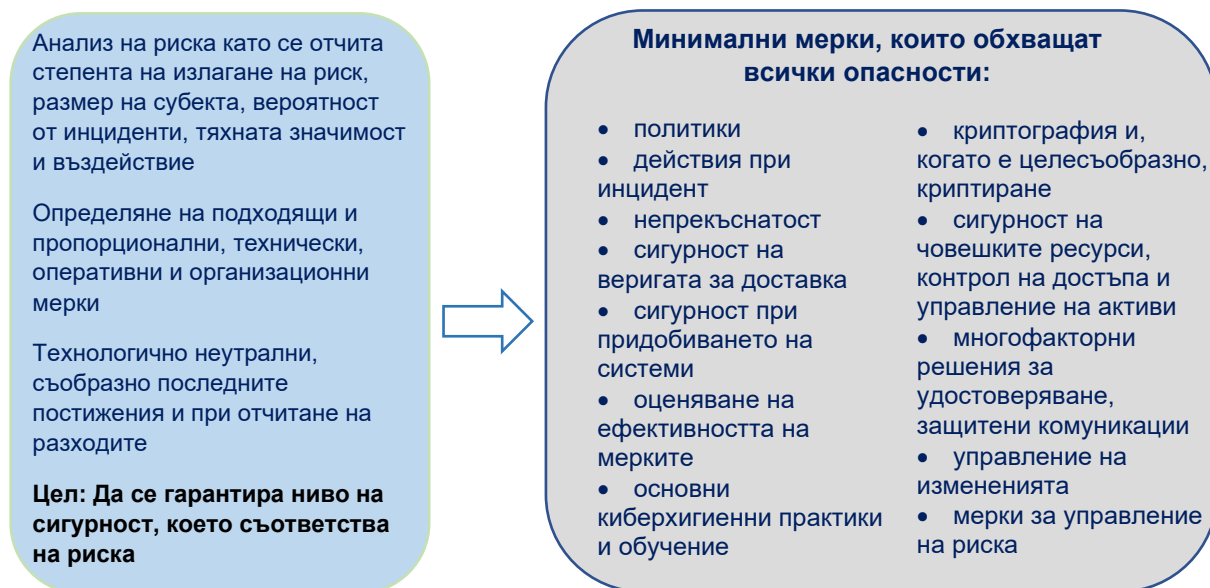 Анализ на риска като се отчита
степента на излагане на риск,
размер на субекта, вероятност
от инциденти, тяхната значимост
и въздействие
Определяне на подходящи и
пропорционални, технически,
оперативни и организационни
мерки
Технологично неутрални,
съобразно последните
постижения и при отчитане на
разходите
Цел: Да се гарантира ниво на
сигурност, което съответства
на риска
Минимални мерки, които обхващат
всички опасности:
• политики
• действия при
инцидент
• непрекъснатост
• сигурност на
веригата за доставка
• сигурност при
придобиването на
системи
• оценяване на
ефективността на
мерките
• основни
киберхигиенни практики
и обучение
• криптография и,
когато е целесъобразно,
криптиране
• сигурност на
човешките ресурси,
контрол на достъпа и
управление на активи
• многофакторни
решения за
удостоверяване,
защитени комуникации
• управление на
измененията
• мерки за управление
на риска